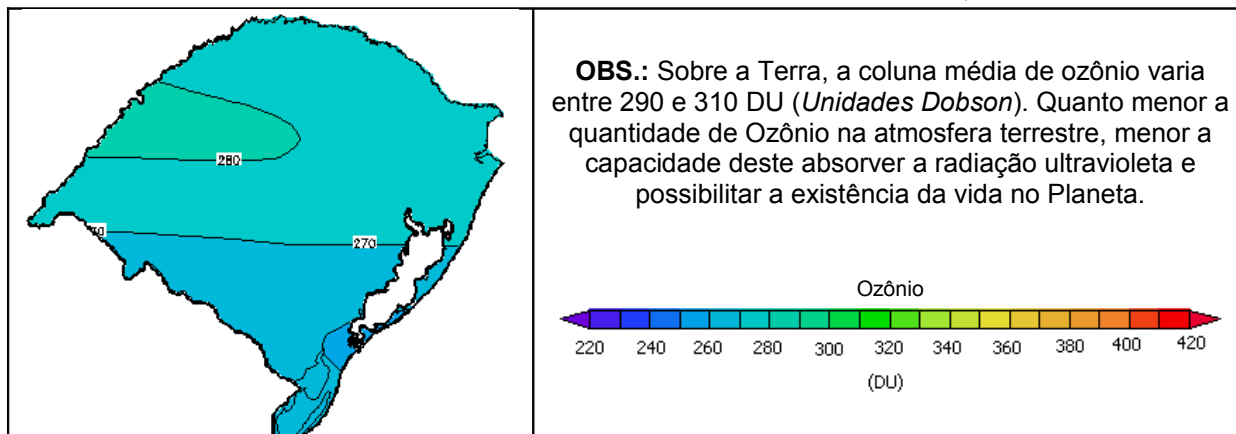 280
70
270
OBS.: Sobre a Terra, a coluna média de ozônio varia
entre 290 e 310 DU (Unidades Dobson). Quanto menor a
quantidade de Ozônio na atmosfera terrestre, menor a
capacidade deste absorver a radiação ultravioleta e
possibilitar a existência da vida no Planeta.
Ozônio
220 240 260 280 300 320 340 360 380 400 420
(DU)